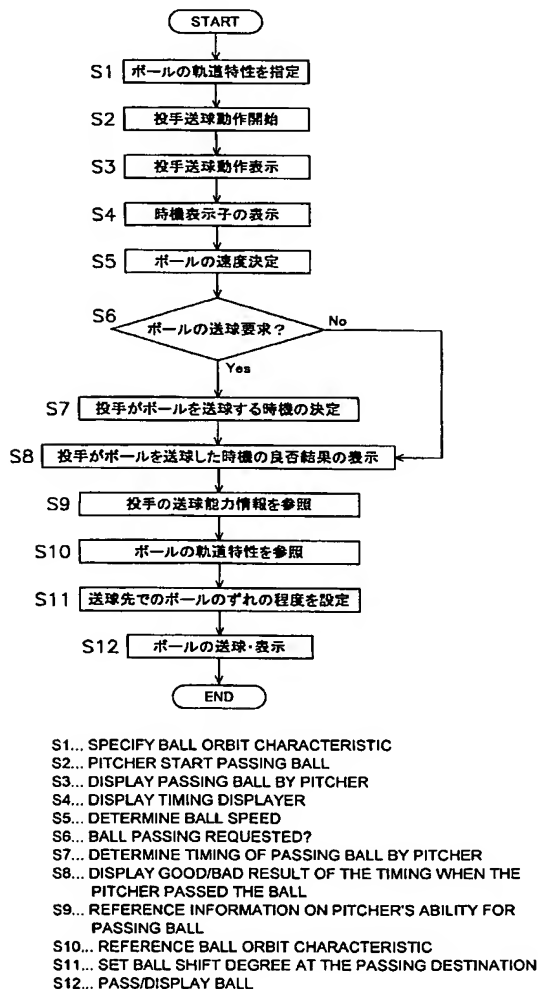 START
S1 ボールの軌道特性を指定
S2 投手送球動作開始
S3 投手送球動作表示
S4 時機表示子の表示
S5 ボールの速度決定
S6 ボールの送球要求? No
Yes
S7 投手がボールを送球する時機の決定
S8 投手がボールを送球した時機の良否結果の表示
S9 投手の送球能力情報を参照
S10 ボールの軌道特性を参照
S11 送球先でのボールのずれの程度を設定
S12 ボールの送球・表示
END
S1... SPECIFY BALL ORBIT CHARACTERISTIC
S2... PITCHER START PASSING BALL
S3... DISPLAY PASSING BALL BY PITCHER
S4... DISPLAY TIMING DISPLAYER
S5... DETERMINE BALL SPEED
S6... BALL PASSING REQUESTED?
S7... DETERMINE TIMING OF PASSING BALL BY PITCHER
S8... DISPLAY GOOD/BAD RESULT OF THE TIMING WHEN THE
PITCHER PASSED THE BALL
S9... REFERENCE INFORMATION ON PITCHER'S ABILITY FOR
PASSING BALL
S10... REFERENCE BALL ORBIT CHARACTERISTIC
S11... SET BALL SHIFT DEGREE AT THE PASSING DESTINATION
S12... PASS/DISPLAY BALL